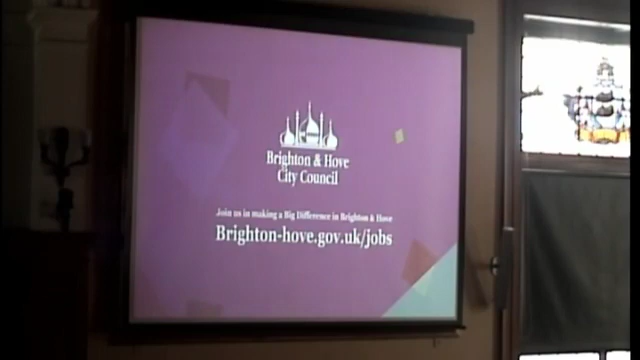 Brighton & Hove
City Council
Join us in making a Big Difference in Brighton & Hove
Brighton-hove.gov.uk/jobs